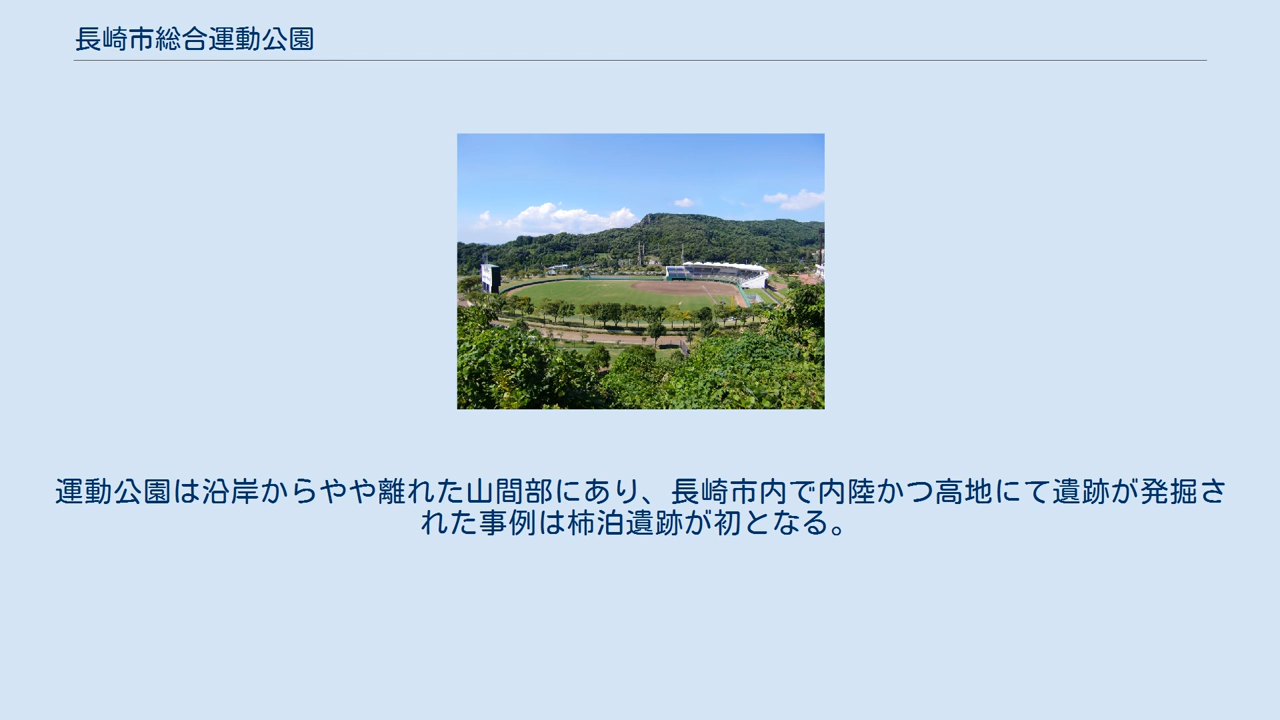 長崎市総合運動公園
運動公園は沿岸からやや離れた山間部にあり、長崎市内で内陸かつ高地にて遺跡が発掘さ
れた事例は柿泊遺跡が初となる。